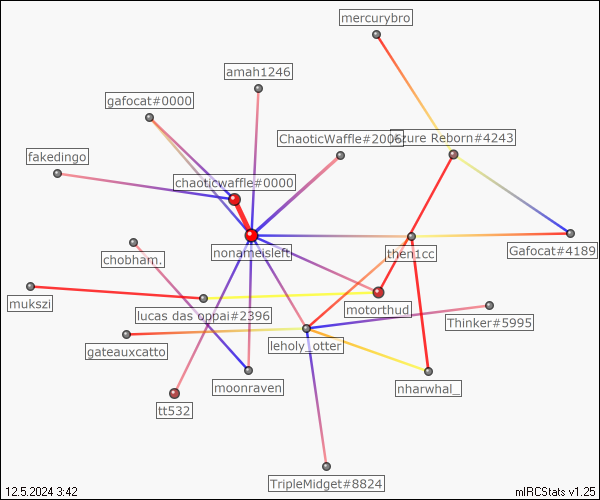 mercurybro
amah1246
gafocat#0000
ChaoticWaffle#2006
zure Reborn#4243
fakedingo
chaoticwaffle#0000
nonameisleft
then1cc
Gafocat#4189
chobham.
mukszi
lucas das oppai#2396
motorthud
Thinker#5995
gateauxcatto
leholy_otter
moonraven
nharwhal_
tt532
TripleMidget#8824
12.5.2024 3:42
mIRCStats v1.25